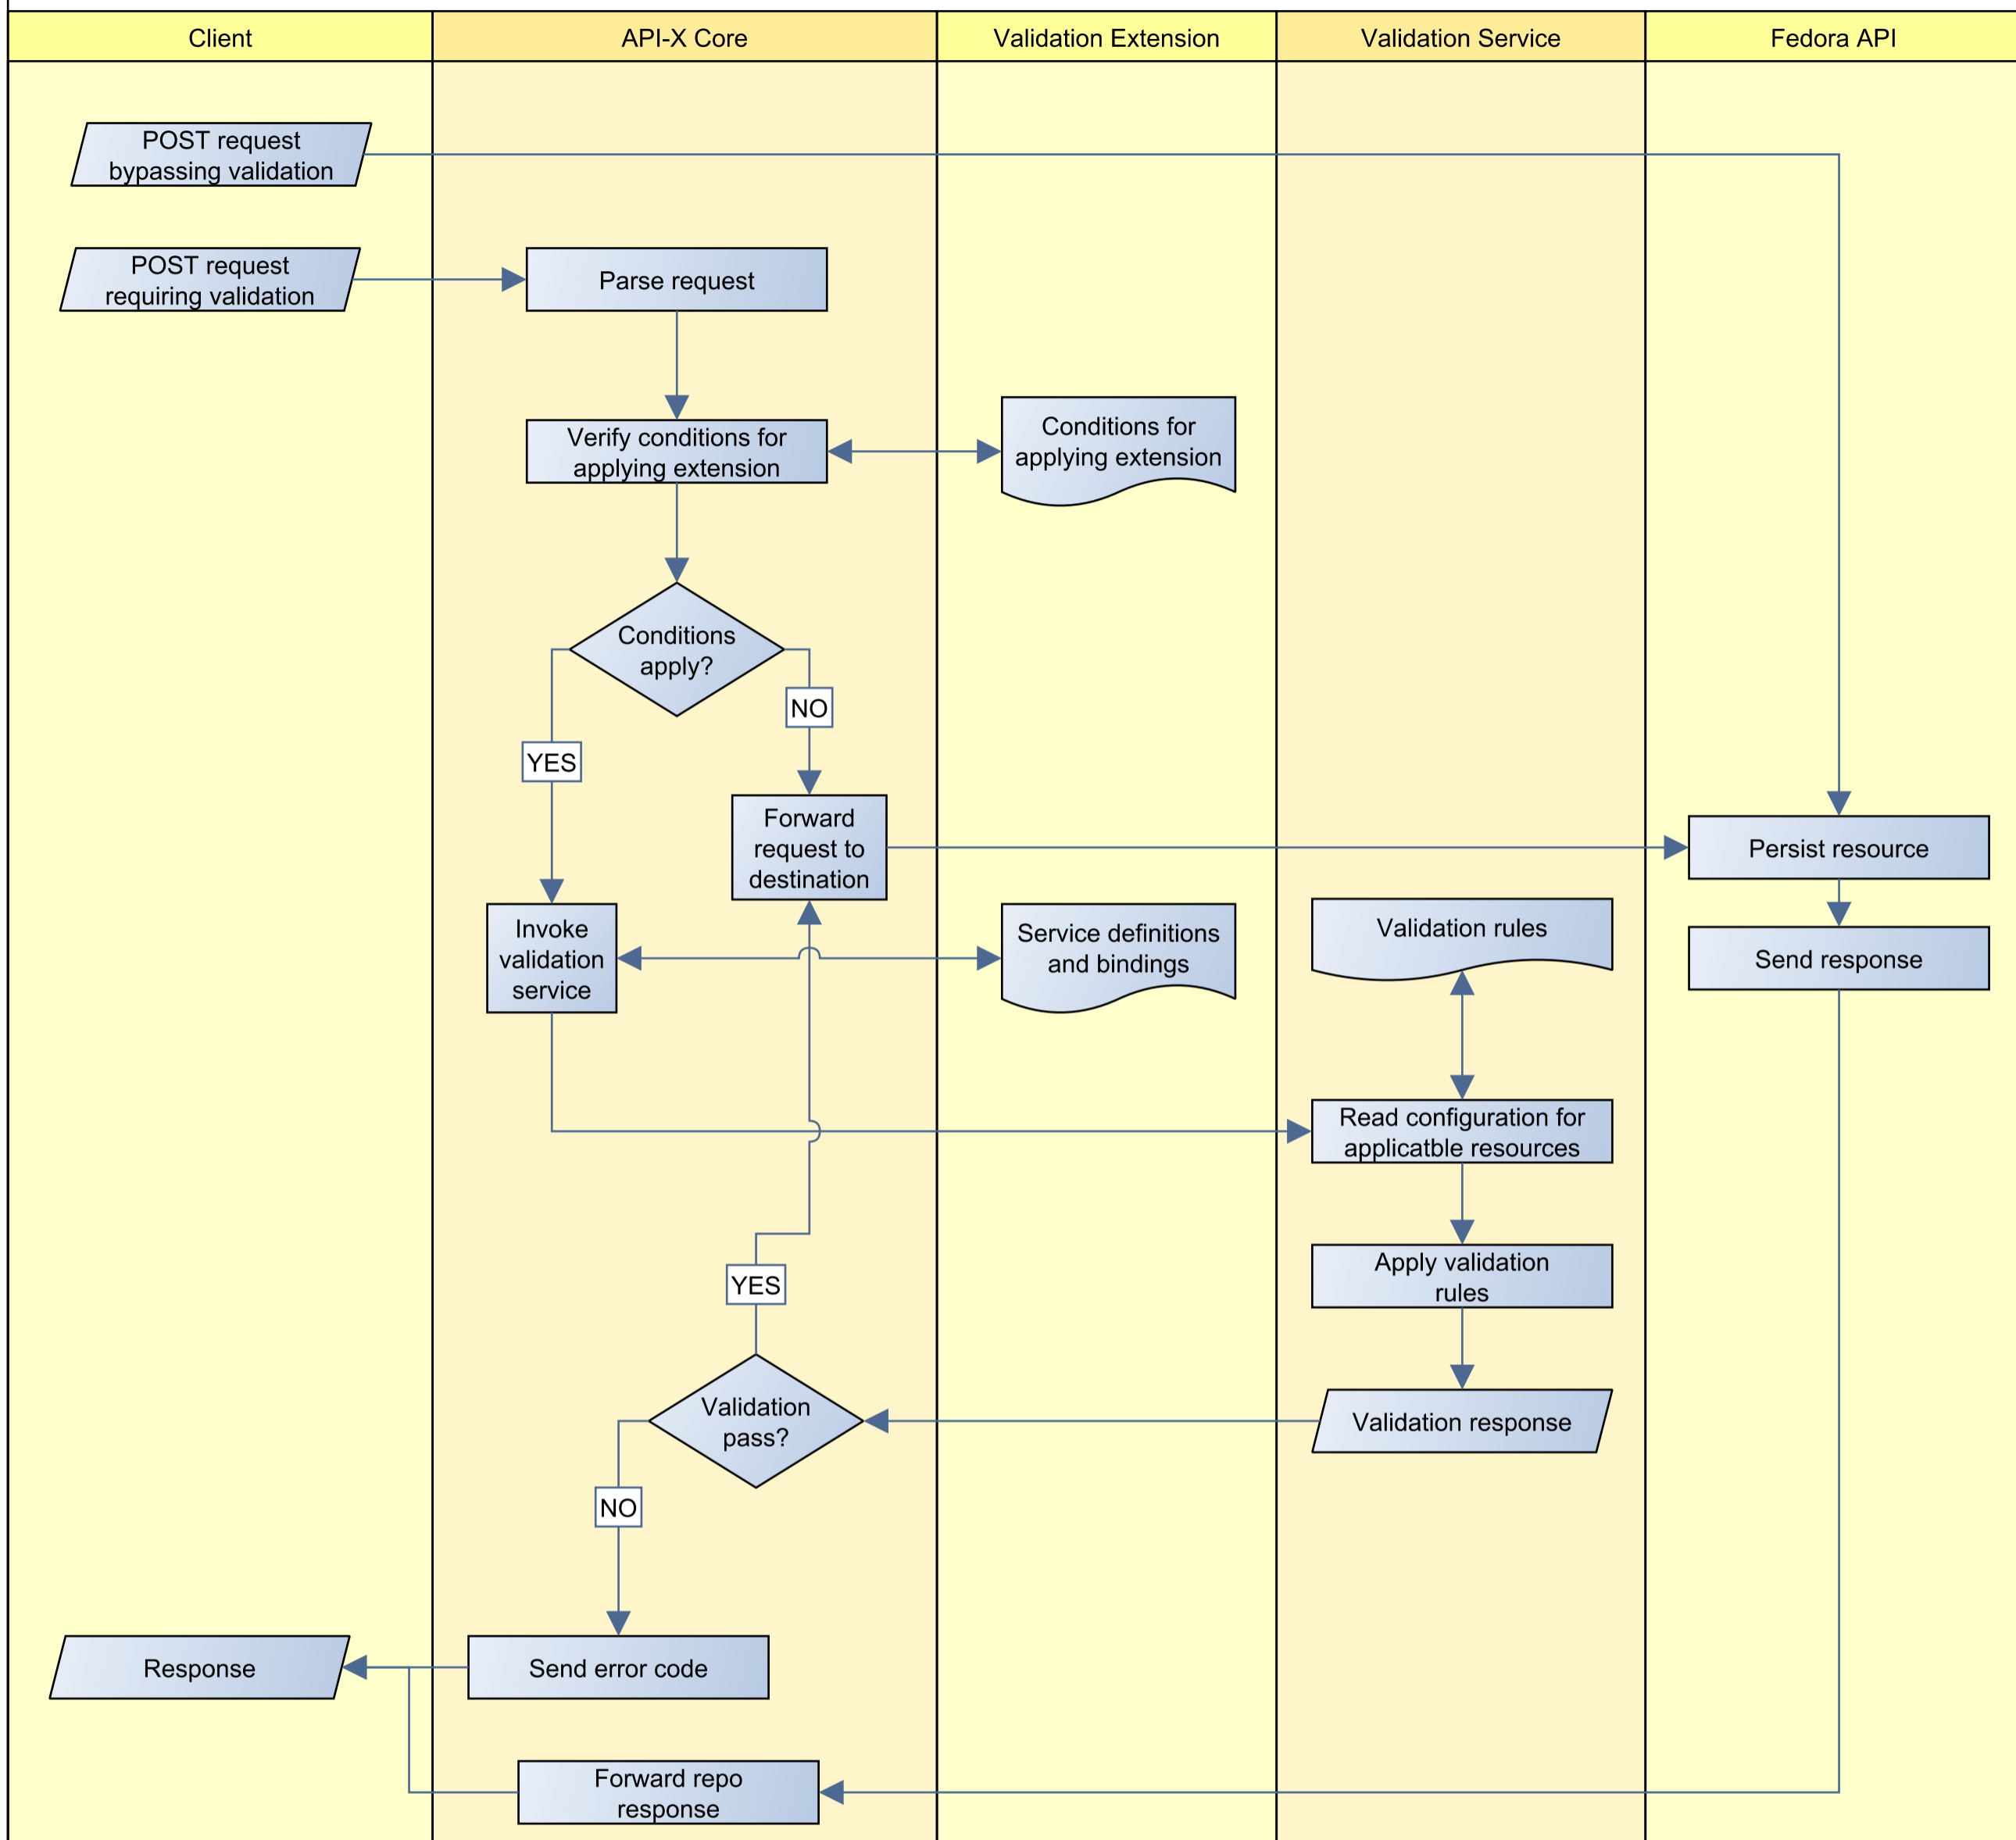 Client
API-X Core
Validation Extension
Validation Service
Fedora API
POST request
bypassing validation
POST request
requiring validation
Parse request
Verify conditions for
applying extension
Conditions for
applying extension
Conditions
apply?
NO
YES
Forward
request to
destination
Persist resource
Invoke
validation
service
Service definitions
and bindings
Validation rules
Send response
Read configuration for
applicatble resources
Apply validation
rules
YES
Validation
pass?
Validation response
NO
Response
Send error code
Forward repo
response